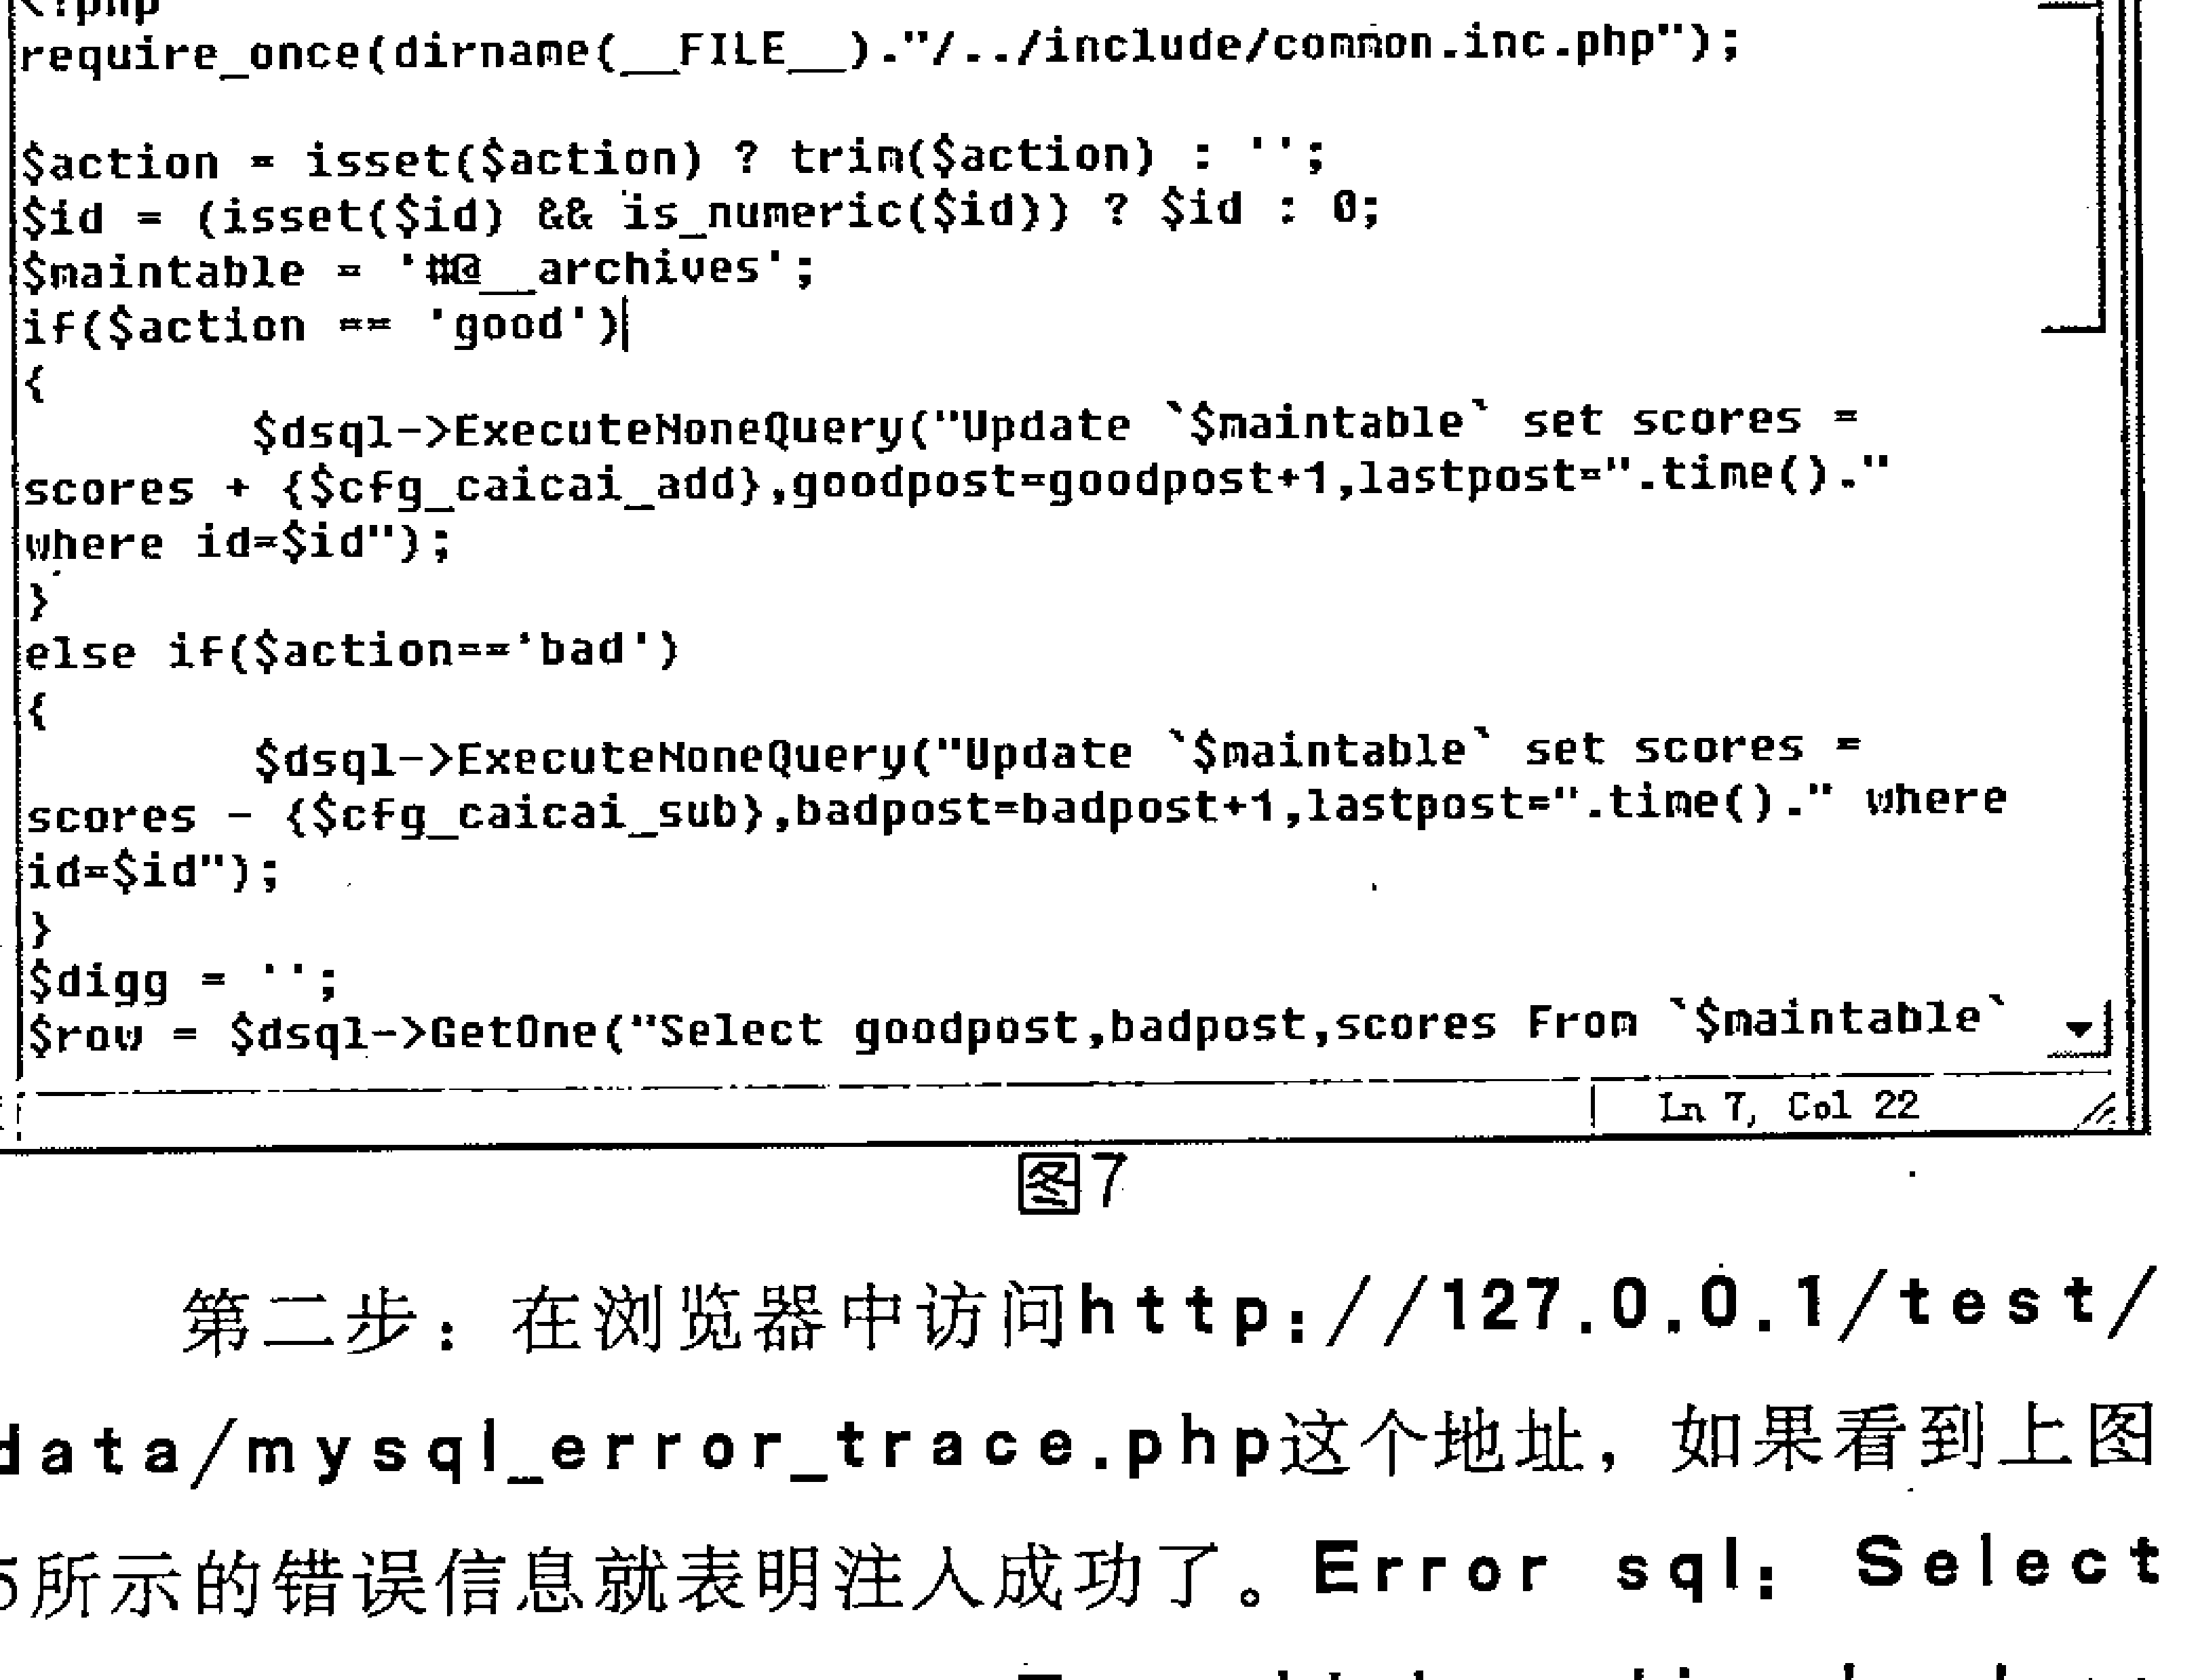 <?php
require_once(dirname(__FILE__)."/../include/common.inc.php");
$action = isset($action) ? trim($action) : '';
$id = (isset($id) && is_numeric($id)) ? $id : 0;
$maintable = '#@__archives';
if($action == 'good')
{
$dsql->ExecuteNoneQuery("Update `$maintable` set scores =
scores + {$cfg_caicai_add},goodpost=goodpost+1,lastpost=".time()."
where id=$id");
}
else if($action=='bad')
{
$dsql->ExecuteNoneQuery("Update `$maintable` set scores =
scores - {$cfg_caicai_sub},badpost=badpost+1,lastpost=".time()." where
id=$id");
}
$digg = '';
$row = $dsql->GetOne("Select goodpost,badpost,scores From `$maintable`
Ln 7, Col 22
图7
第二步：在浏览器中访问http://127.0.0.1/test/
data/mysql_error_trace.php这个地址，如果看到上图
5所示的错误信息就表明注入成功了。Error sql: Select